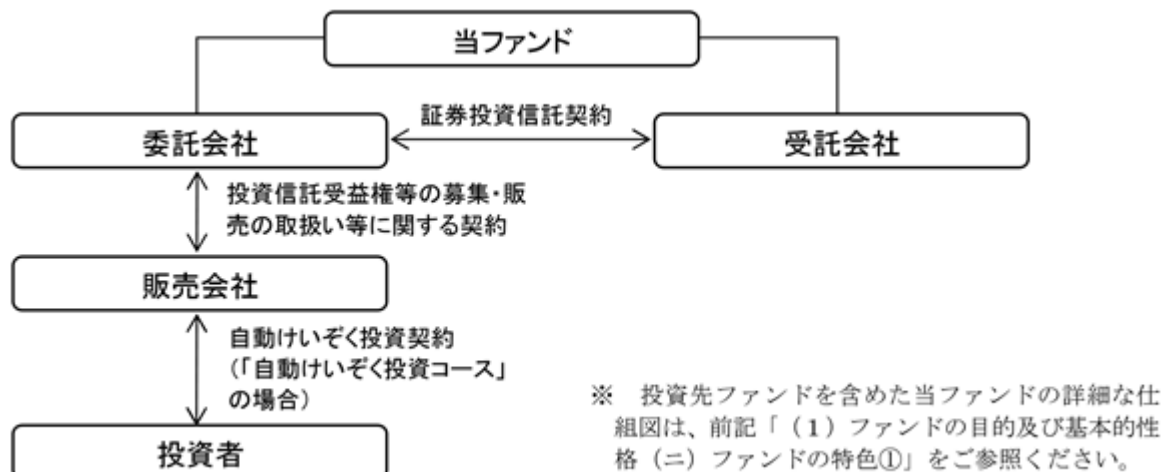 当ファンド
委託会社
証券投資信託契約
受託会社
投資信託受益権等の募集・販
売の取扱い等に関する契約
販売会社
自動けいぞく投資契約
(「自動けいぞく投資コース」
の場合)
投資者
※ 投資先ファンドを含めた当ファンドの詳細な仕
組図は、前記「(1)ファンドの目的及び基本的性
格(ニ)ファンドの特色①」をご参照ください。